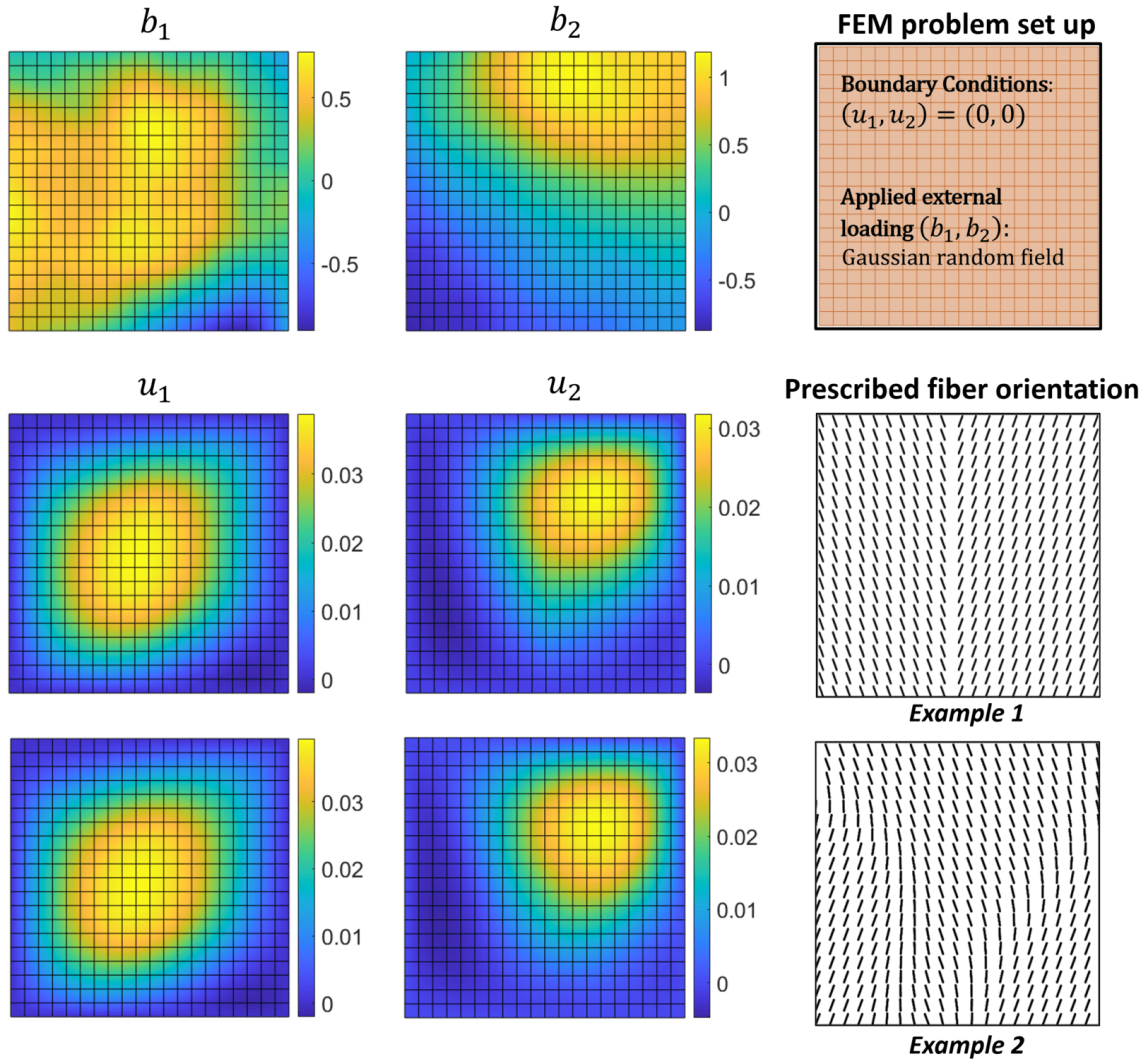 b₁
b₂
FEM problem set up
0.5
0
-0.5
1
0.5
0
-0.5
Boundary Conditions:
(u₁, u₂) = (0, 0)
Applied external
loading (b₁, b₂):
Gaussian random field
u₁
u₂
Prescribed fiber orientation
0.03
0.02
0.01
0
0.03
0.02
0.01
0
Example 1
0.03
0.02
0.01
0
0.03
0.02
0.01
0
Example 2